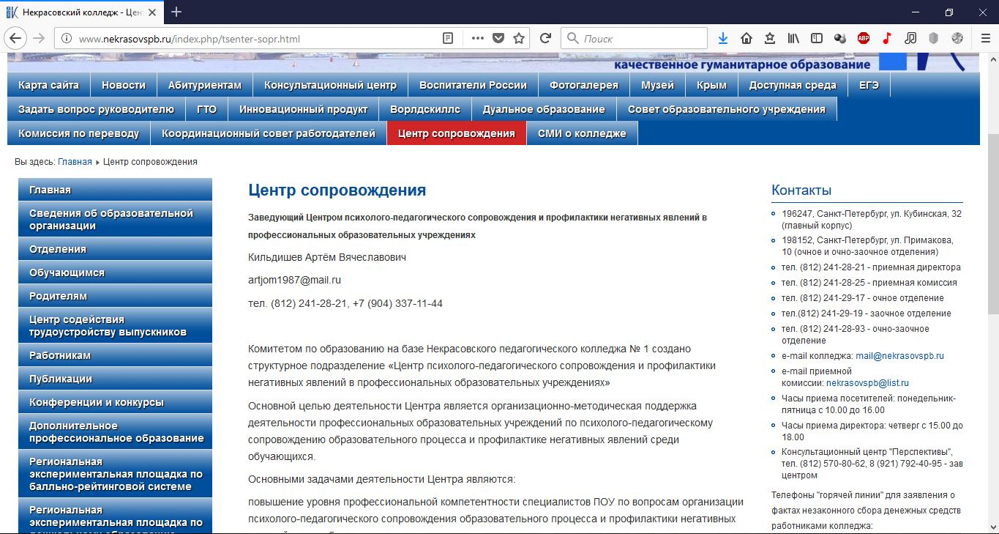 Некрасовский колледж - Цен
www.nekrasovspb.ru/index.php/tsenter-sopr.html
Поиск
ABP
качественное гуманитарное образование
Карта сайта Новости Абитуриентам Консультационный центр Воспитатели России Фотогалерея Музей Крым Доступная среда ЕГЭ
Задать вопрос руководителю ГТО Инновационный продукт Ворлдскиллс Дуальное образование Совет образовательного учреждения
Комиссия по переводу Координационный совет работодателей Центр сопровождения СМИ о колледже
Вы здесь: Главная Центр сопровождения
Главная
Сведения об образовательной
организации
Отделения
Обучающимся
Родителям
Центр содействия
трудоустройству выпускников
Работникам
Публикации
Конференции и конкурсы
Дополнительное
профессиональное образование
Региональная
экспериментальная площадка по
балльно-рейтинговой системе
Региональная
экспериментальная площадка по
Центр сопровождения
Заведующий Центром психолого-педагогического сопровождения и профилактики негативных явлений в
профессиональных образовательных учреждениях
Кильдишев Артём Вячеславович
artjom1987@mail.ru
тел. (812) 241-28-21, +7 (904) 337-11-44
Комитетом по образованию на базе Некрасовского педагогического колледжа № 1 создано
структурное подразделение «Центр психолого-педагогического сопровождения и профилактики
негативных явлений в профессиональных образовательных учреждениях»
Основной целью деятельности Центра является организационно-методическая поддержка
деятельности профессиональных образовательных учреждений по психолого-педагогическому
сопровождению образовательного процесса и профилактике негативных явлений среди
обучающихся.
Основными задачами деятельности Центра являются:
повышение уровня профессиональной компетентности специалистов ПОУ по вопросам организации
психолого-педагогического сопровождения образовательного процесса и профилактики негативных
Контакты
196247, Санкт-Петербург, ул. Кубинская, 32
(главный корпус)
198152, Санкт-Петербург, ул. Примакова,
10 (очное и очно-заочное отделения)
тел. (812) 241-28-21 - приемная директора
тел. (812) 241-28-25 - приемная комиссия
тел. (812) 241-29-17 - очное отделение
тел.(812) 241-29-19 - заочное отделение
тел. (812) 241-28-93 - очно-заочное
отделение
e-mail колледжа: mail@nekrasovspb.ru
e-mail приемной
комиссии: nekrasovspb@list.ru
Часы приема посетителей: понедельник-
пятница с 10.00 до 16.00
Часы приема директора: четверг с 15.00 до
18.00
Консультационный центр "Перспективы",
тел. (812) 570-80-62, 8 (921) 792-40-95 - зав
центром
Телефоны "горячей линии" для заявления о
фактах незаконного сбора денежных средств
работниками колледжа: